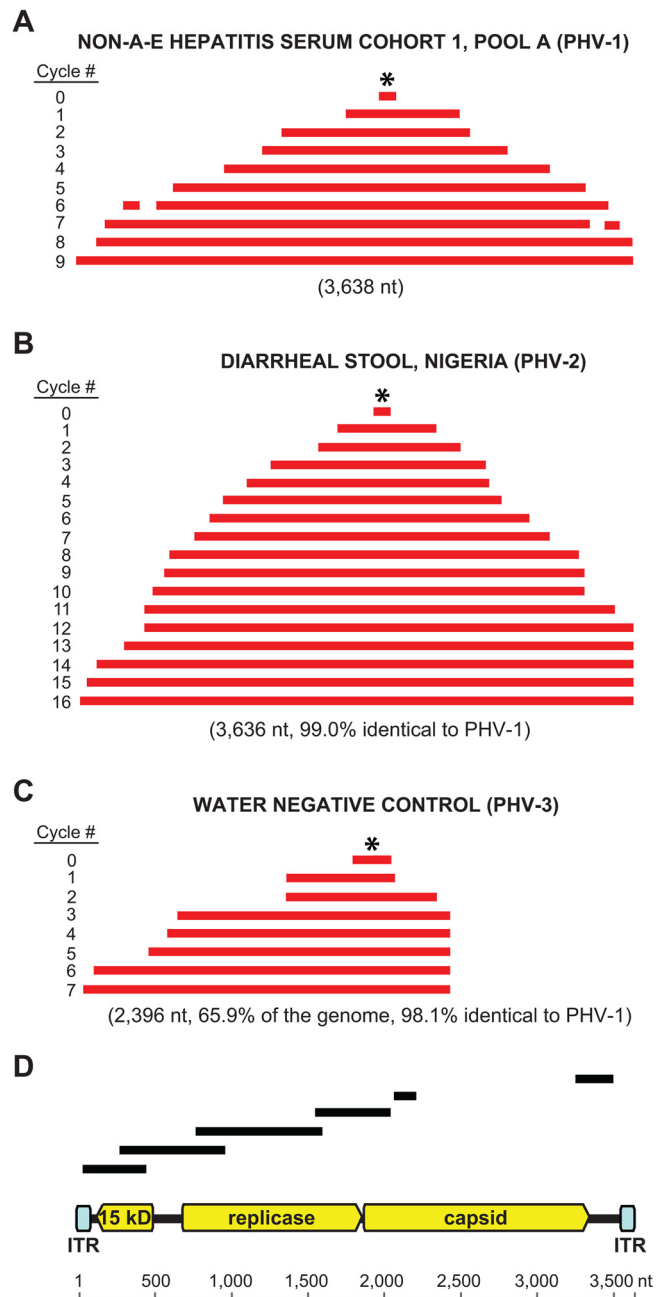 A
NON-A-E HEPATITIS SERUM COHORT 1, POOL A (PHV-1)
Cycle #
*
0
1
2
3
4
5
6
7
8
9
(3,638 nt)
B
DIARRHEAL STOOL, NIGERIA (PHV-2)
Cycle #
*
0
1
2
3
4
5
6
7
8
9
10
11
12
13
14
15
16
(3,636 nt, 99.0% identical to PHV-1)
C
WATER NEGATIVE CONTROL (PHV-3)
Cycle #
*
0
1
2
3
4
5
6
7
(2,396 nt, 65.9% of the genome, 98.1% identical to PHV-1)
D
15 kD replicase capsid
ITR ITR
1 500 1,000 1,500 2,000 2,500 3,000 3,500 nt